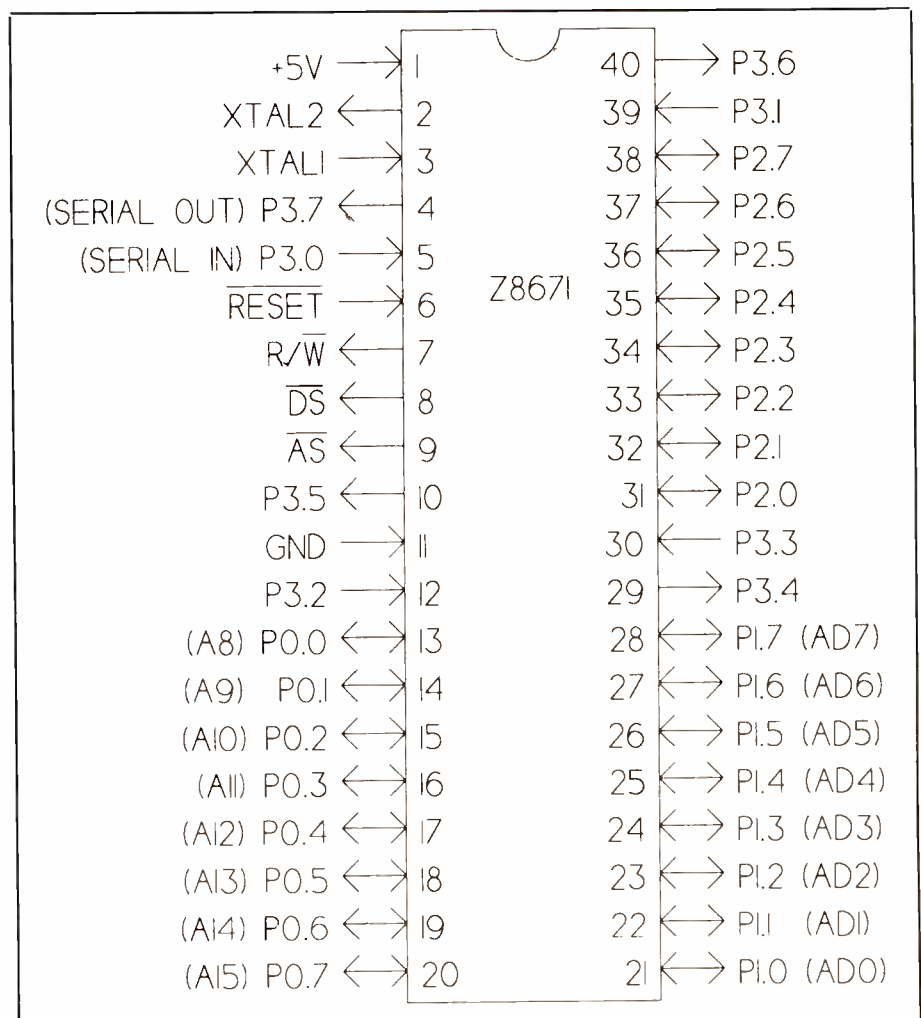 +5V 1 40 P3.6
XTAL2 2 39 P3.1
XTAL1 3 38 P2.7
(SERIAL OUT) P3.7 4 37 P2.6
(SERIAL IN) P3.0 5 36 P2.5
Z8671
RESET 6 35 P2.4
R/W 7 34 P2.3
DS 8 33 P2.2
AS 9 32 P2.1
P3.5 10 31 P2.0
GND 11 30 P3.3
P3.2 12 29 P3.4
(A8) P0.0 13 28 P1.7 (AD7)
(A9) P0.1 14 27 P1.6 (AD6)
(A10) P0.2 15 26 P1.5 (AD5)
(A11) P0.3 16 25 P1.4 (AD4)
(A12) P0.4 17 24 P1.3 (AD3)
(A13) P0.5 18 23 P1.2 (AD2)
(A14) P0.6 19 22 P1.1 (AD1)
(A15) P0.7 20 21 P1.0 (AD0)